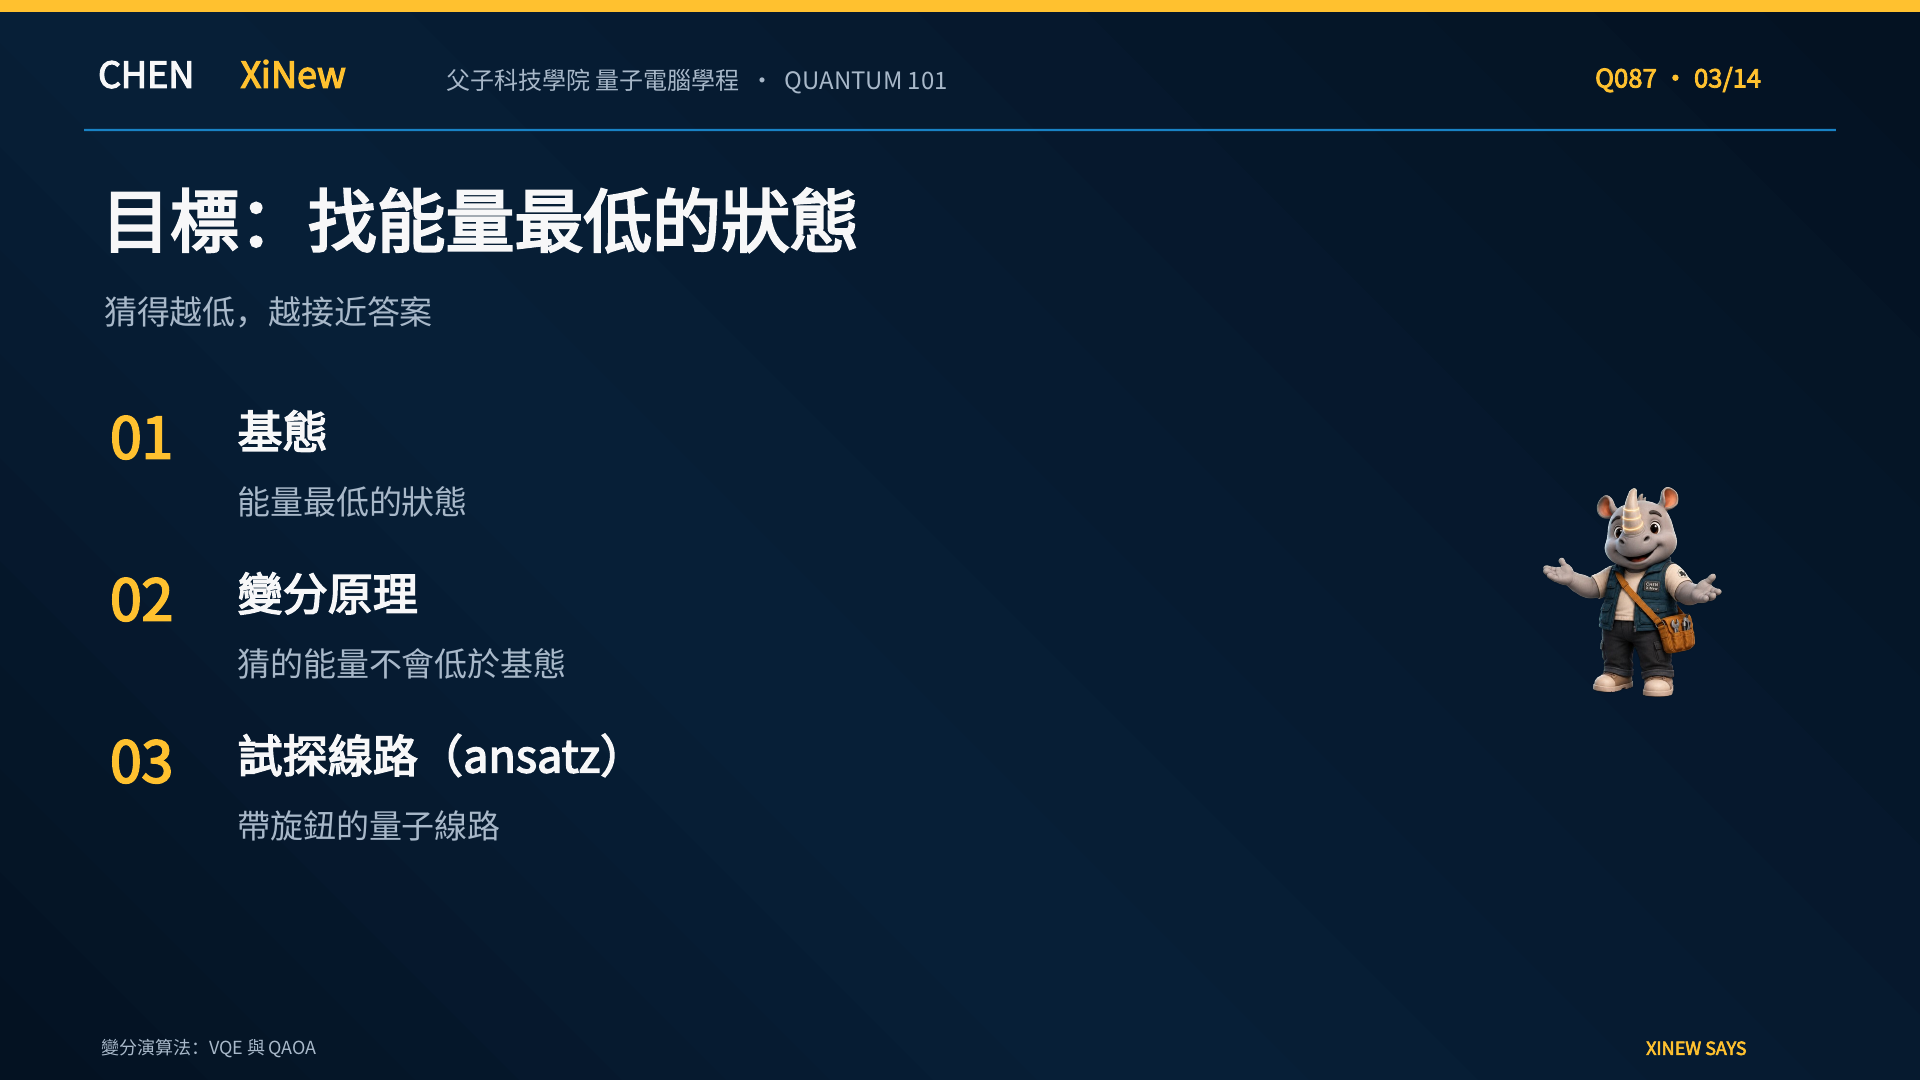 CHEN XiNew 父子科技學院 量子電腦學程 · QUANTUM 101 Q087 · 03/14
目標：找能量最低的狀態
猜得越低，越接近答案
01 基態
能量最低的狀態
02 變分原理
猜的能量不會低於基態
03 試探線路（ansatz）
帶旋鈕的量子線路
變分演算法：VQE 與 QAOA XINEW SAYS